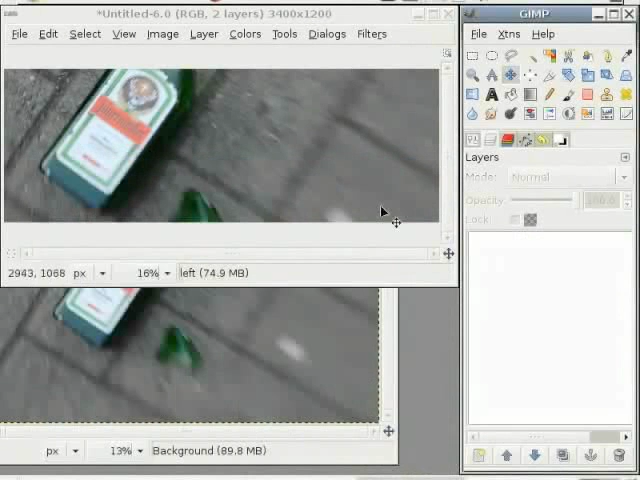 *Untitled-6.0 (RGB, 2 layers) 3400x1200
File Edit Select View Image Layer Colors Tools Dialogs Filters
2943, 1068 px 16% left (74.9 MB)
px 13% Background (89.8 MB)
GIMP
File Xtns Help
Layers
Mode: Normal
Opacity: 100.0
Lock: